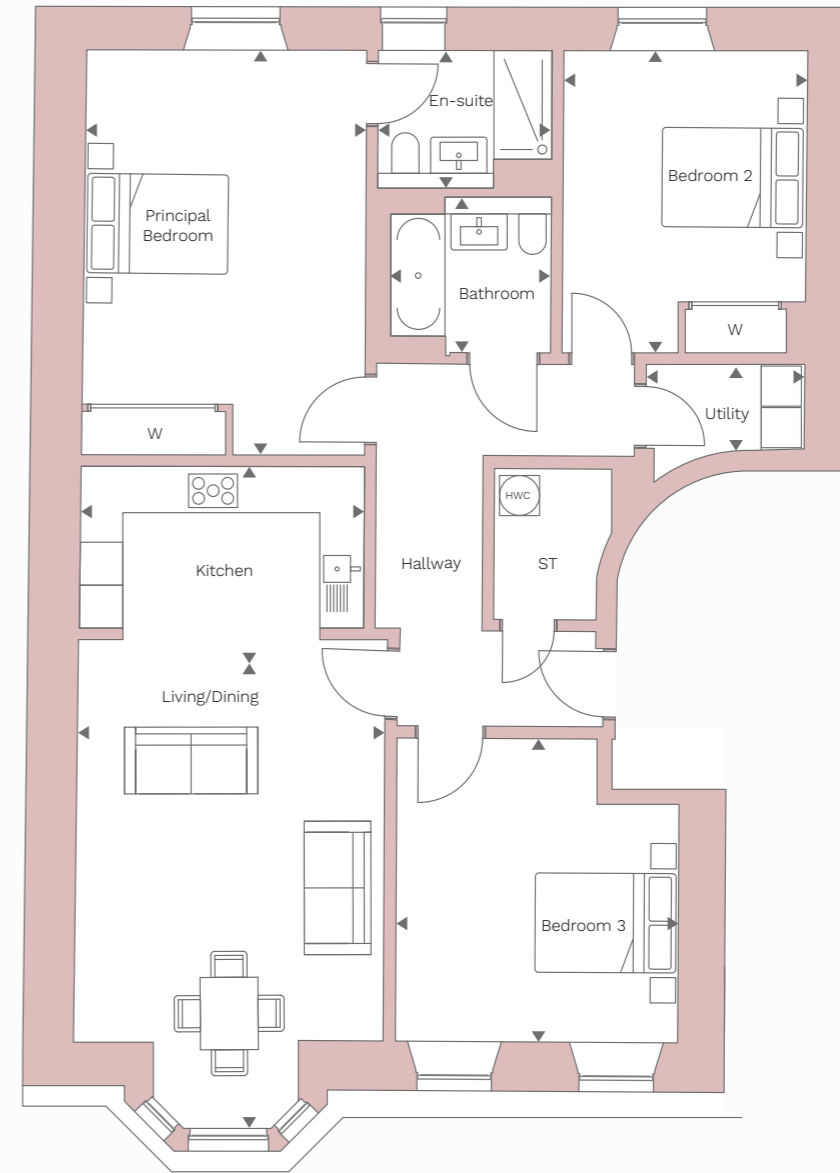 En-suite
Bedroom 2
Principal
Bedroom
Bathroom
W
W
Utility
HWC
Kitchen
Hallway
ST
Living/Dining
Bedroom 3